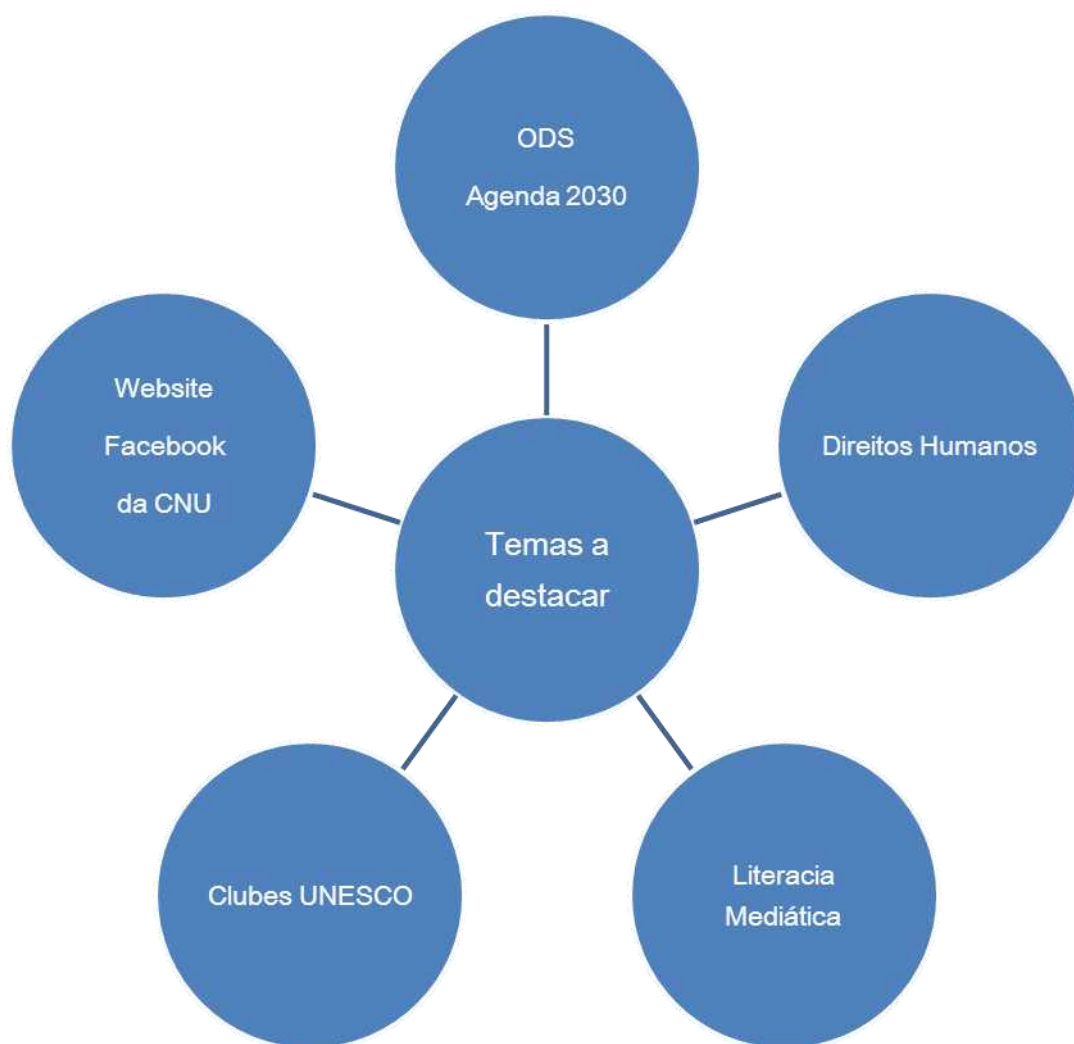 ODS
Agenda 2030
Website
Facebook
da CNU
Direitos Humanos
Temas a
destacar
Clubes UNESCO
Literacia
Mediática